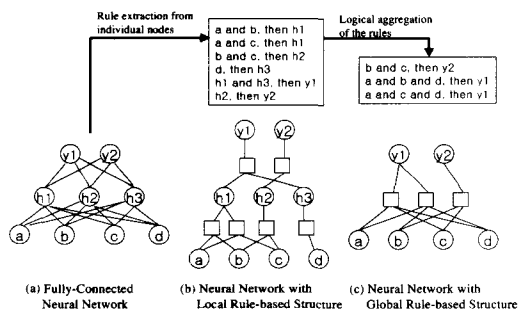 Rule extraction from
individual nodes
a and b, then h1
a and c, then h1
b and c, then h2
d, then h3
h1 and h3, then y1
h2, then y2
Logical aggregation
of the rules
b and c, then y2
a and b and d, then y1
a and c and d, then y1
y1 y2
h1 h2 h3
a b c d
(a) Fully-Connected
Neural Network
y1 y2
h1 h2 h3
a b c d
(b) Neural Network with
Local Rule-based Structure
y1 y2
a b c d
(c) Neural Network with
Global Rule-based Structure